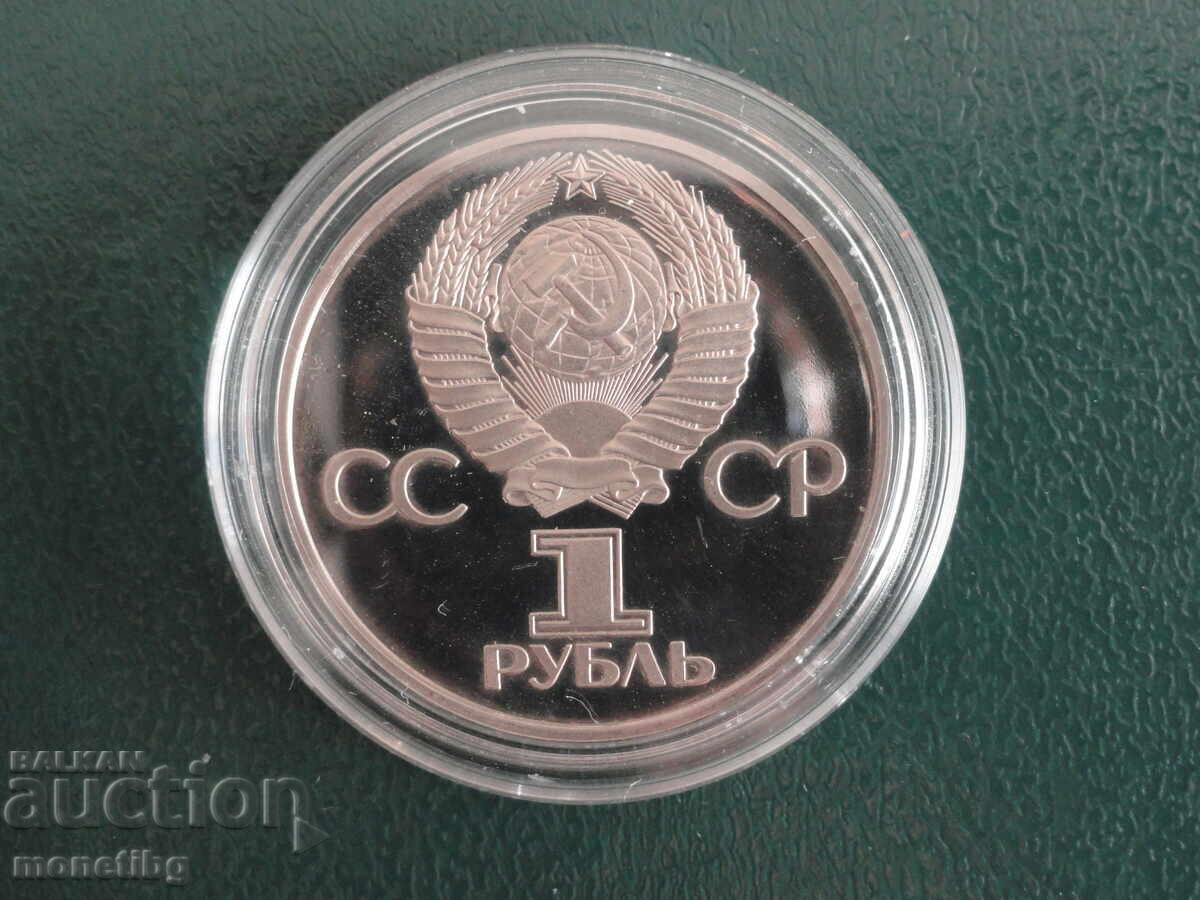 СС СР
1
РУБЛЬ
BALKAN
auction
monetibg